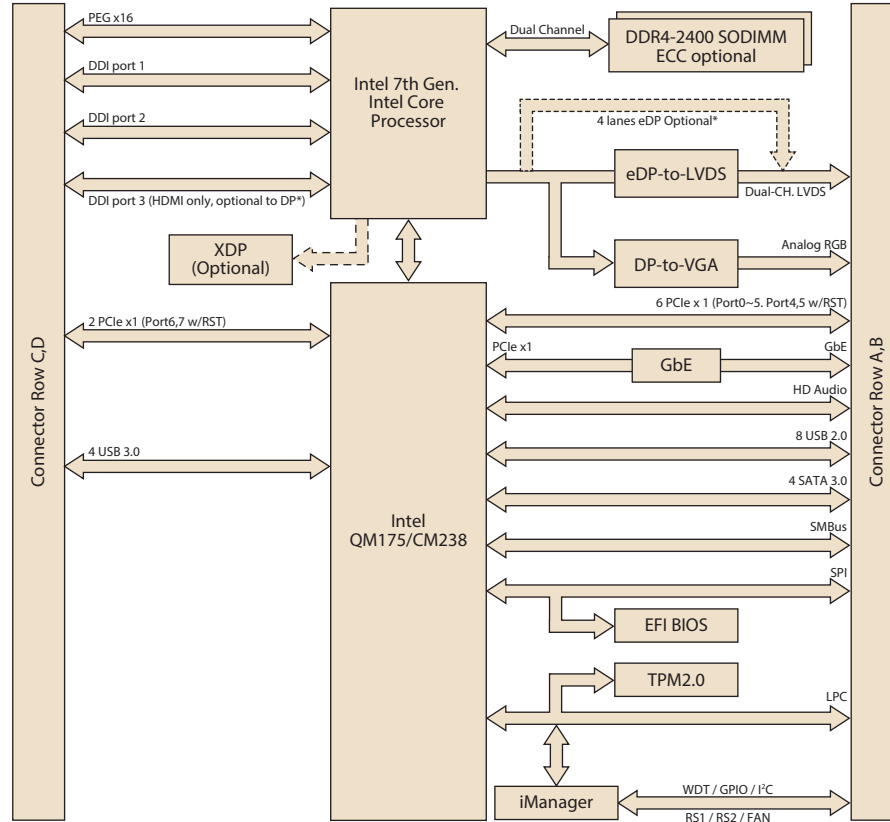 PEG x16
DDI port 1
DDI port 2
DDI port 3 (HDMI only, optional to DP*)
Intel 7th Gen.
Intel Core
Processor
Dual Channel
DDR4-2400 SODIMM
ECC optional
4 lanes eDP Optional*
eDP-to-LVDS
Dual-CH. LVDS
DP-to-VGA
Analog RGB
XDP
(Optional)
Connector Row C,D
Connector Row A,B
2 PCIe x1 (Port6,7 w/RST)
4 USB 3.0
Intel
QM175/CM238
6 PCIe x 1 (Port0~5. Port4,5 w/RST)
PCIe x1
GbE
GbE
HD Audio
8 USB 2.0
4 SATA 3.0
SMBus
SPI
EFI BIOS
TPM2.0
LPC
iManager
WDT / GPIO / I²C
RS1 / RS2 / FAN